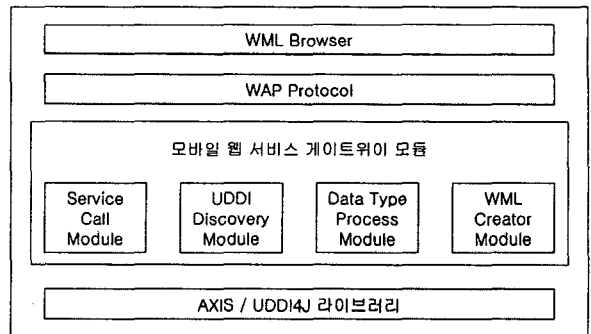 WML Browser
WAP Protocol
모바일 웹 서비스 게이트웨이 모듈
Service
Call
Module
UDDI
Discovery
Module
Data Type
Process
Module
WML
Creator
Module
AXIS / UDDI4J 라이브러리